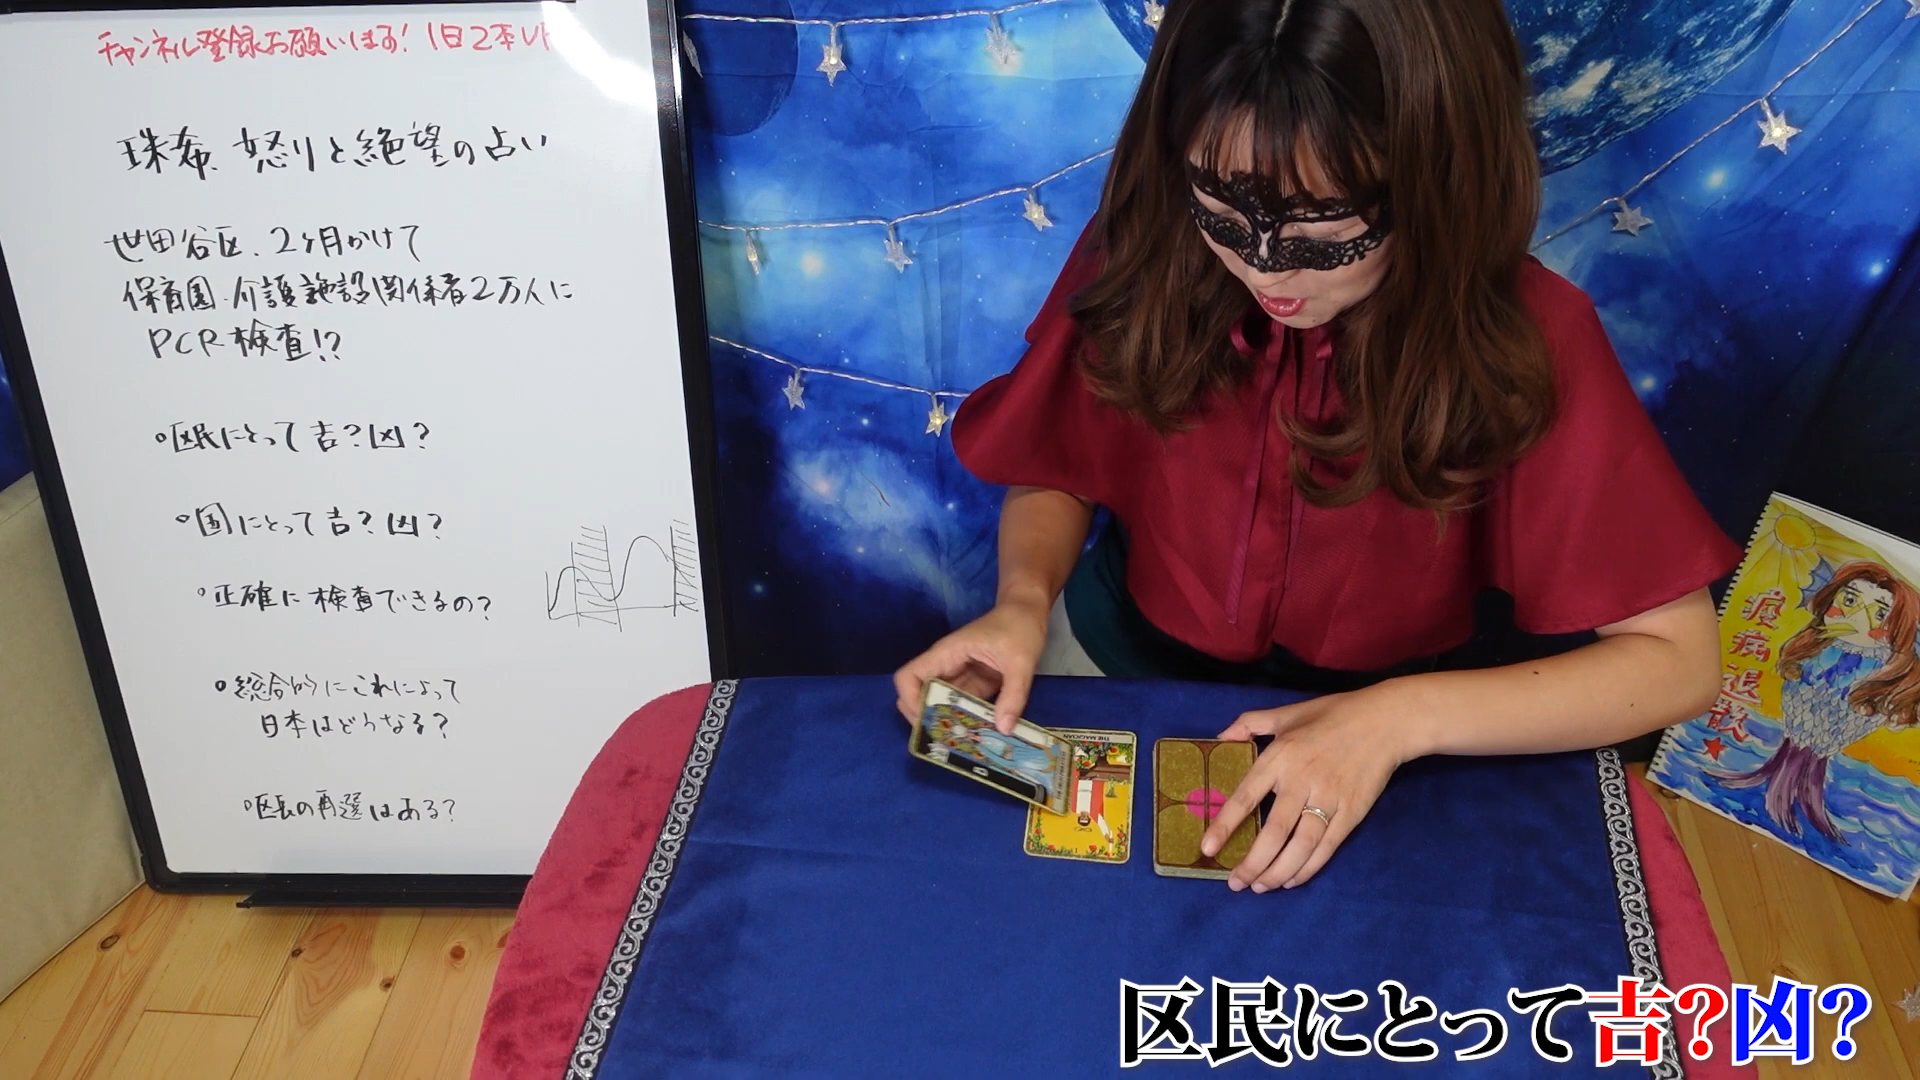 チャンネル登録お願いします! 1日2本UP
珠姫、怒りと絶望の占い
世田谷区、2ヶ月かけて
保育園・介護施設関係者2万人に
PCR検査!?
○区民にとって吉?凶?
○国にとって吉?凶?
○正確に検査できるの?
○総合的にこれによって
日本はどうなる?
○区長の再選はある?
THE MAGICIAN
疫病退散
区民にとって吉?凶?